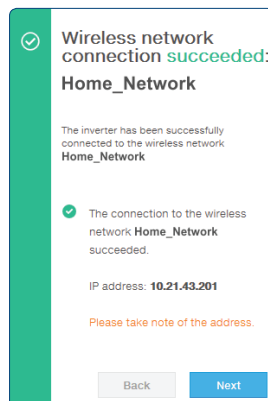 Wireless network
connection succeeded:
Home_Network
The inverter has been successfully
connected to the wireless network
Home_Network
The connection to the wireless
network Home_Network
succeeded.
IP address: 10.21.43.201
Please take note of the address.
Back
Next